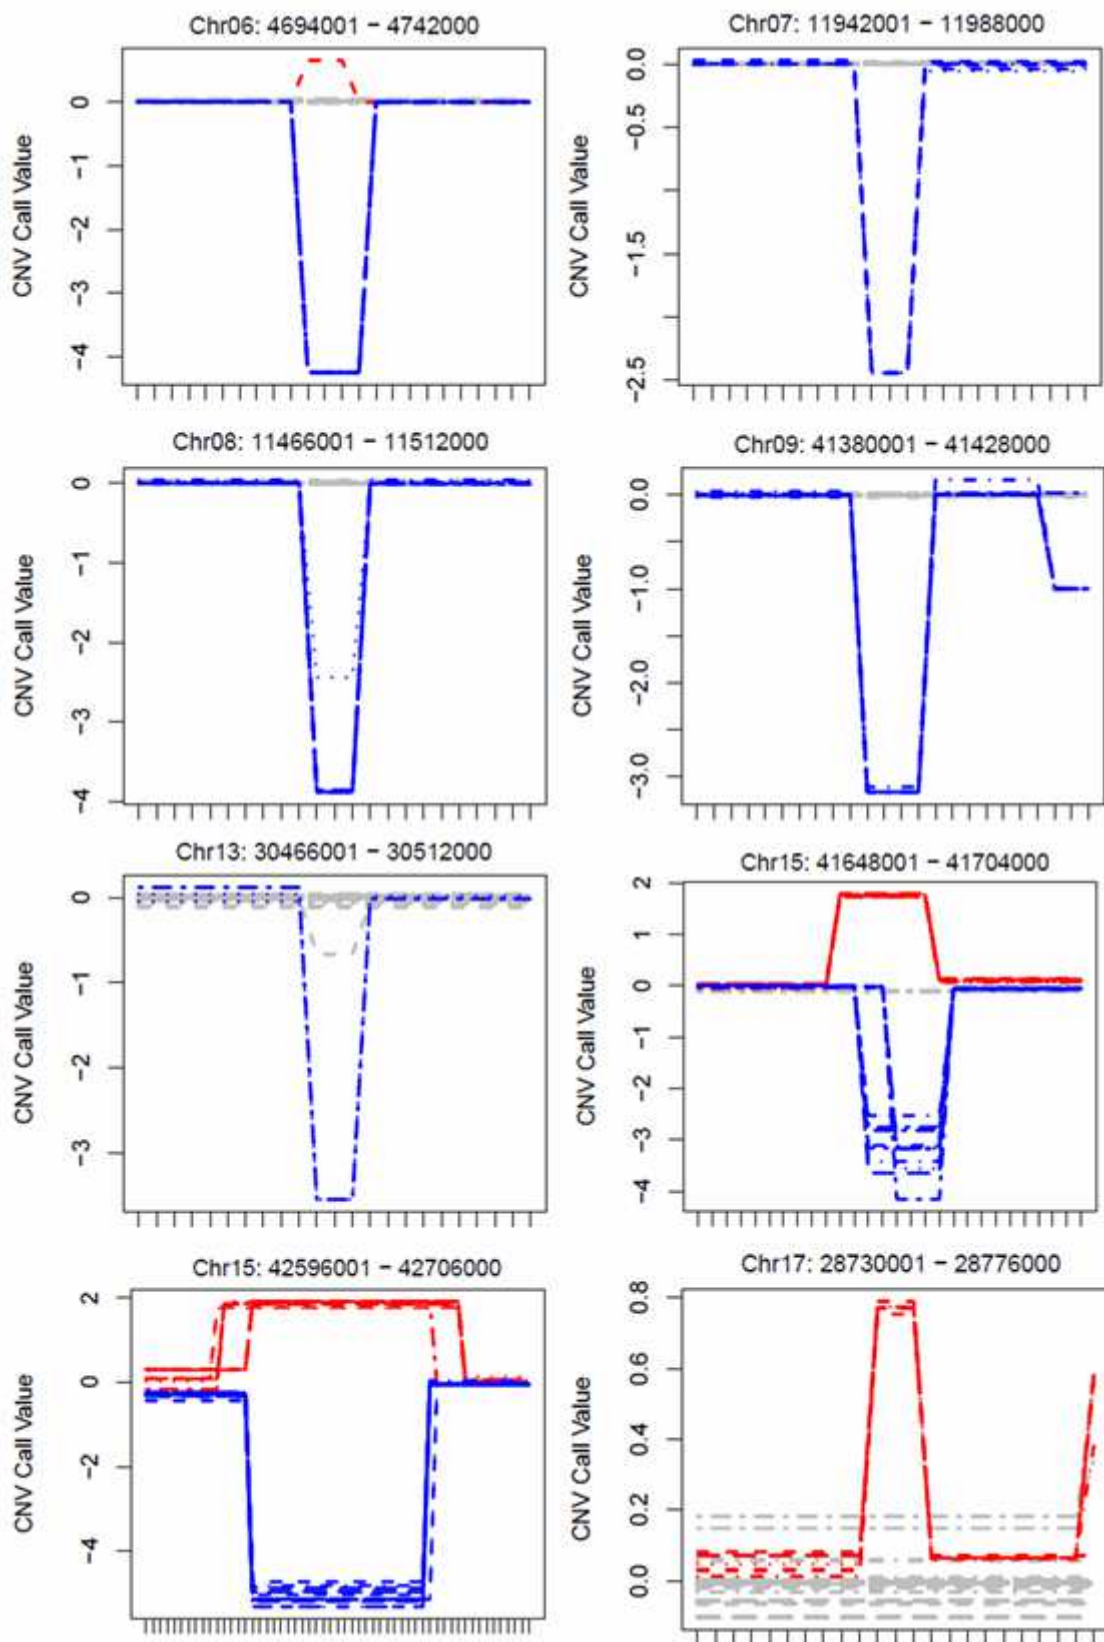 Chr06: 4694001 − 4742000
CNV Call Value
0
−1
−2
−3
−4
Chr07: 11942001 − 11988000
CNV Call Value
0.0
−0.5
−1.5
−2.5
Chr08: 11466001 − 11512000
CNV Call Value
0
−1
−2
−3
−4
Chr09: 41380001 − 41428000
CNV Call Value
0.0
−1.0
−2.0
−3.0
Chr13: 30466001 − 30512000
CNV Call Value
0
−1
−2
−3
Chr15: 41648001 − 41704000
CNV Call Value
2
1
0
−1
−2
−3
−4
Chr15: 42596001 − 42706000
CNV Call Value
2
0
−2
−4
Chr17: 28730001 − 28776000
CNV Call Value
0.8
0.6
0.4
0.2
0.0